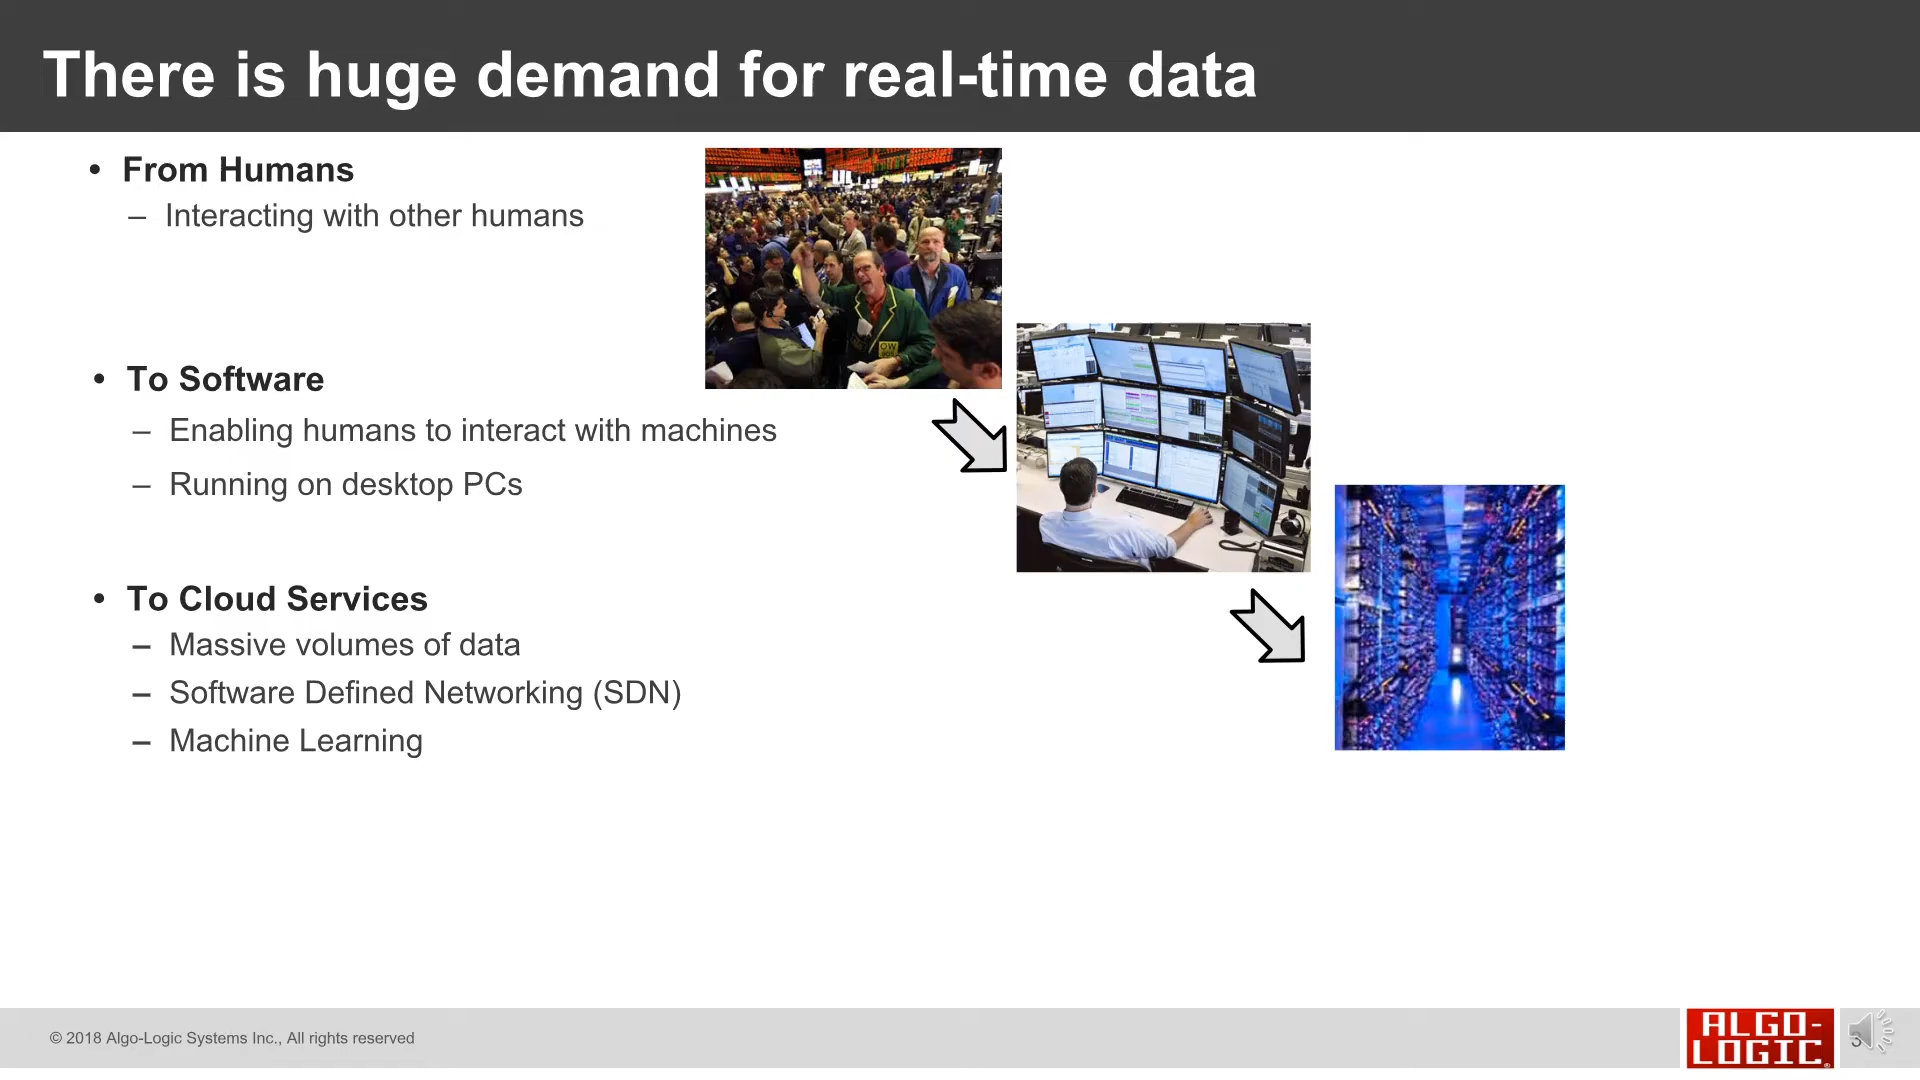 There is huge demand for real-time data
• From Humans
– Interacting with other humans
• To Software
– Enabling humans to interact with machines
– Running on desktop PCs
• To Cloud Services
– Massive volumes of data
– Software Defined Networking (SDN)
– Machine Learning
OW
© 2018 Algo-Logic Systems Inc., All rights reserved
ALGO-
LOGIC®
3